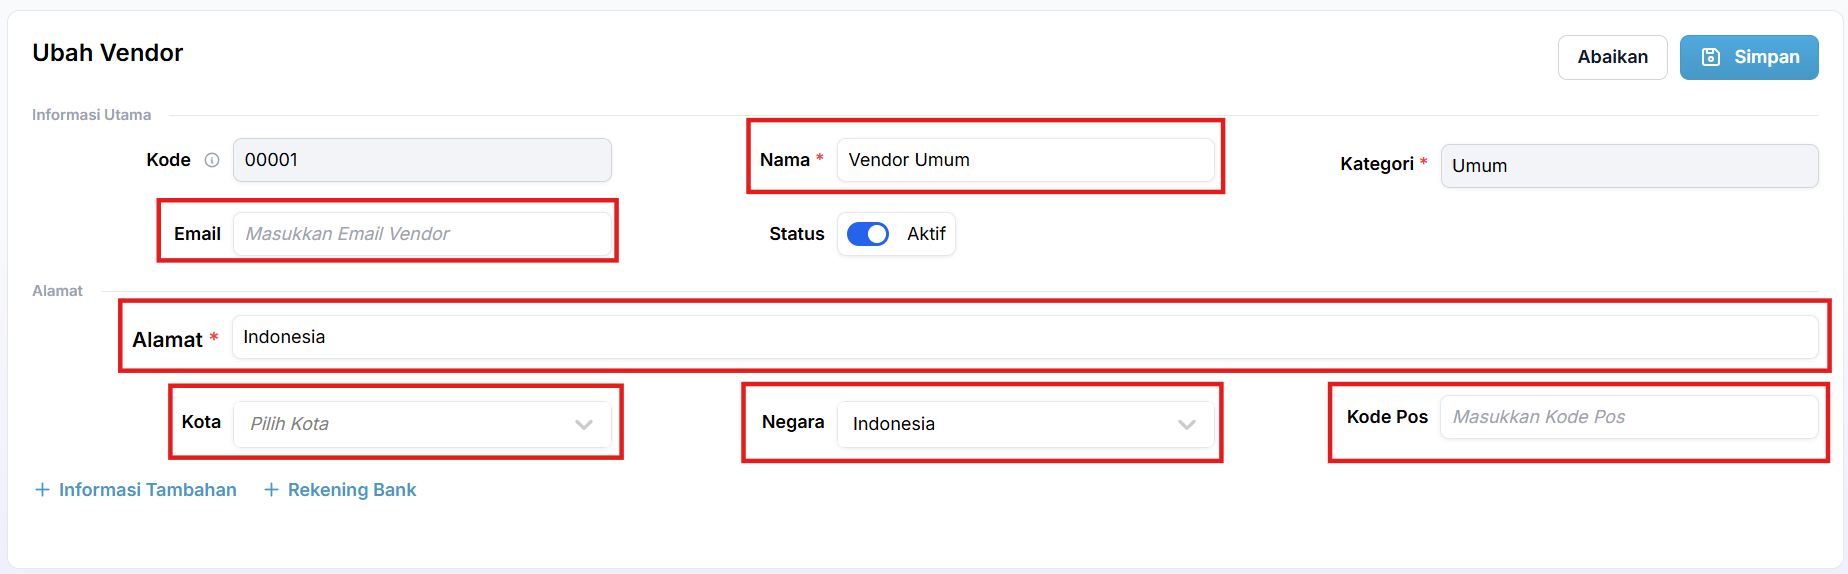 Ubah Vendor
Abaikan
Simpan
Informasi Utama
Kode 00001
Nama * Vendor Umum
Kategori * Umum
Email Masukkan Email Vendor
Status Aktif
Alamat
Alamat * Indonesia
Kota Pilih Kota
Negara Indonesia
Kode Pos Masukkan Kode Pos
+ Informasi Tambahan + Rekening Bank